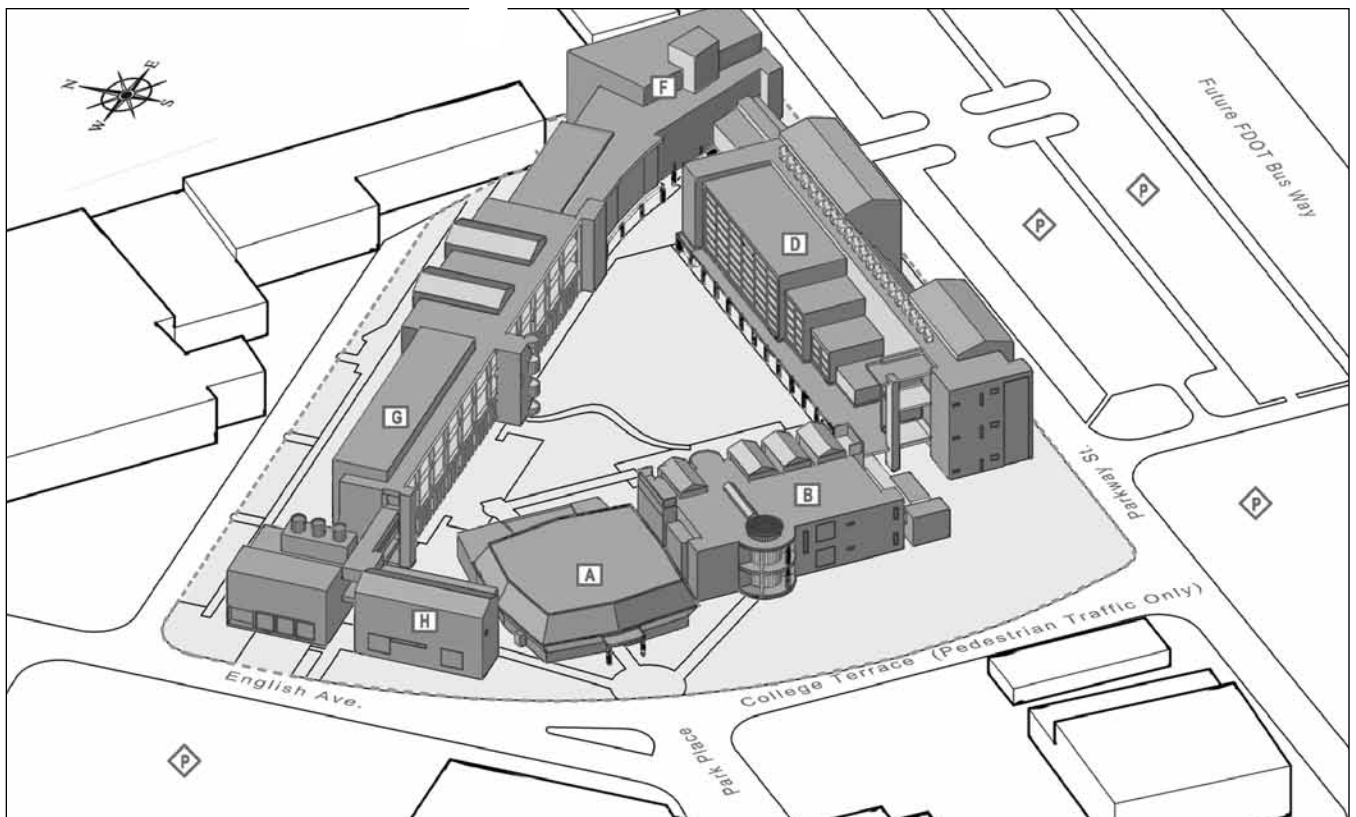 N
E
S
W
F
Future FDOT Bus Way
P
P
D
G
P
B
Parkway St.
A
H
College Terrace (Pedestrian Traffic Only)
English Ave.
Park Place
P